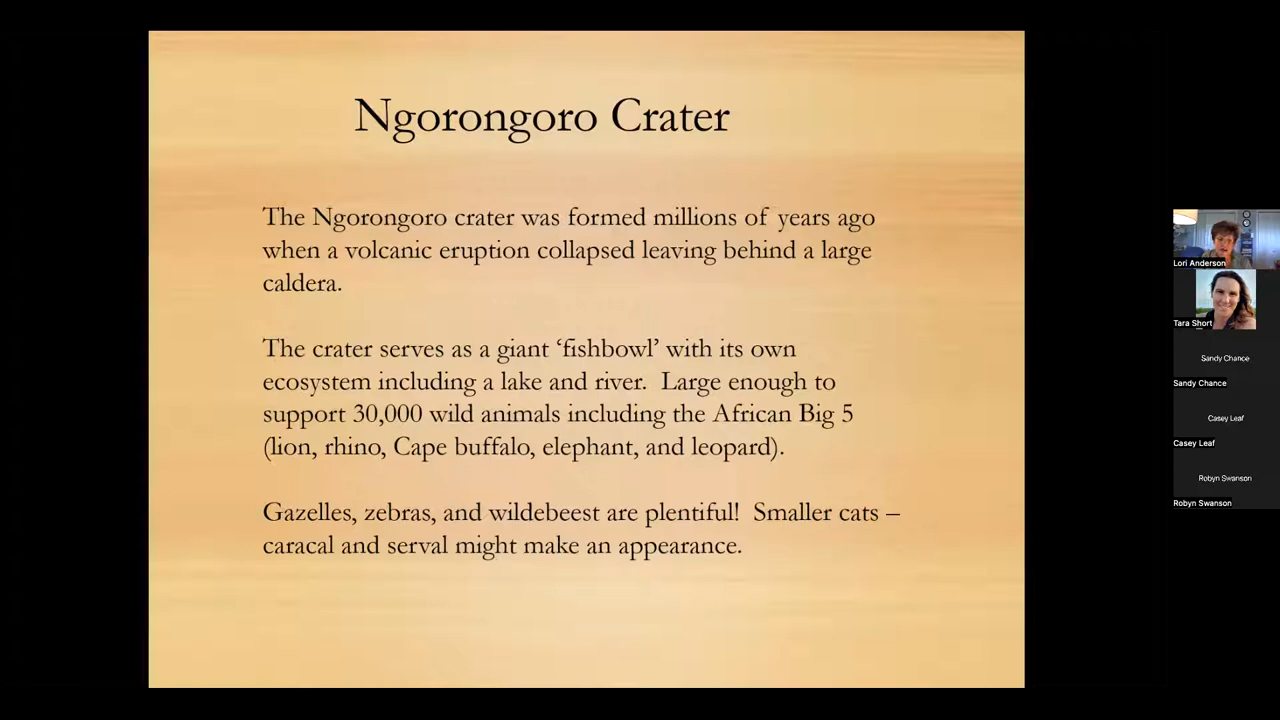 Ngorongoro Crater
The Ngorongoro crater was formed millions of years ago
when a volcanic eruption collapsed leaving behind a large
caldera.
The crater serves as a giant ‘fishbowl’ with its own
ecosystem including a lake and river.  Large enough to
support 30,000 wild animals including the African Big 5
(lion, rhino, Cape buffalo, elephant, and leopard).
Gazelles, zebras, and wildebeest are plentiful!  Smaller cats –
caracal and serval might make an appearance.
Lori Anderson
Tara Short
Sandy Chance
Sandy Chance
Casey Leaf
Casey Leaf
Robyn Swanson
Robyn Swanson